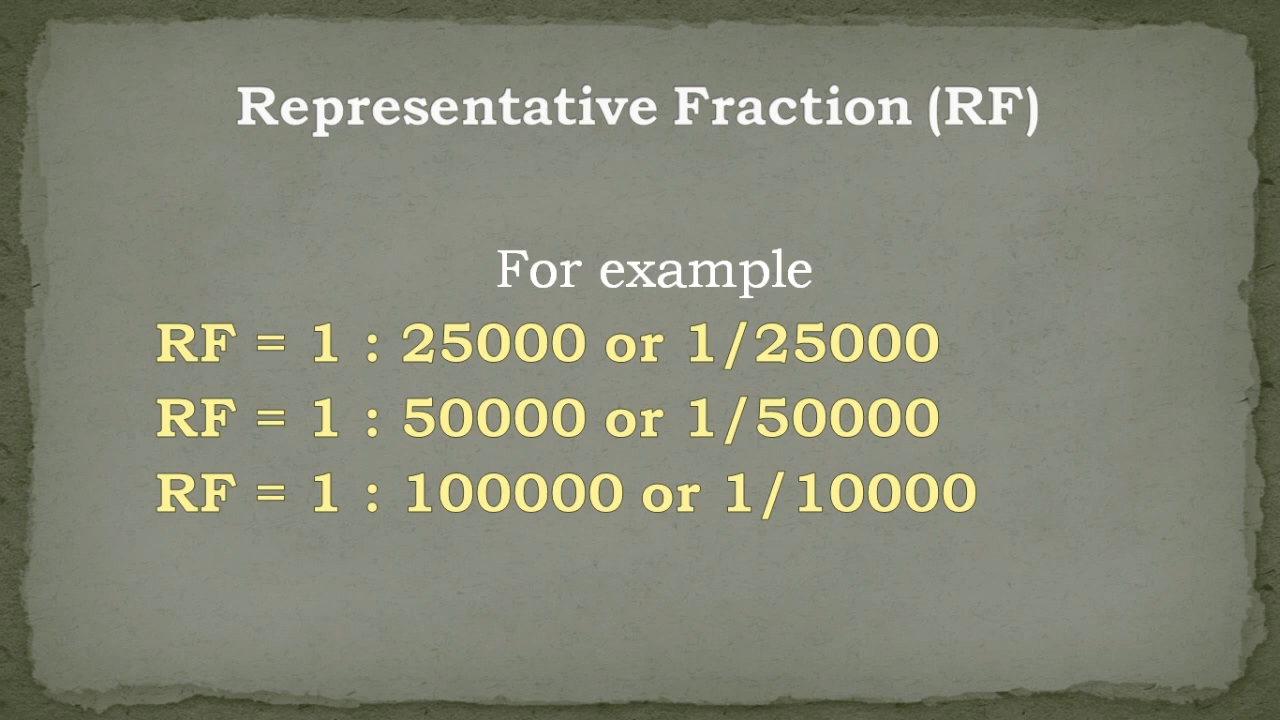 Representative Fraction (RF)
For example
RF = 1 : 25000 or 1/25000
RF = 1 : 50000 or 1/50000
RF = 1 : 100000 or 1/10000